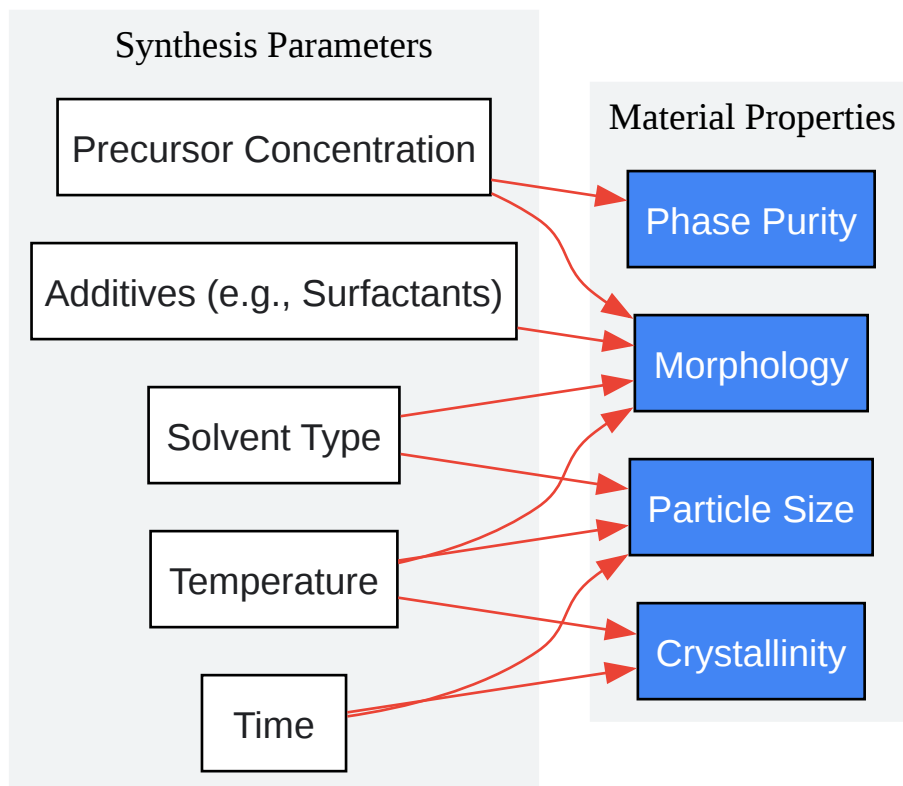 Synthesis Parameters
Precursor Concentration
Additives (e.g., Surfactants)
Solvent Type
Temperature
Time
Material Properties
Phase Purity
Morphology
Particle Size
Crystallinity